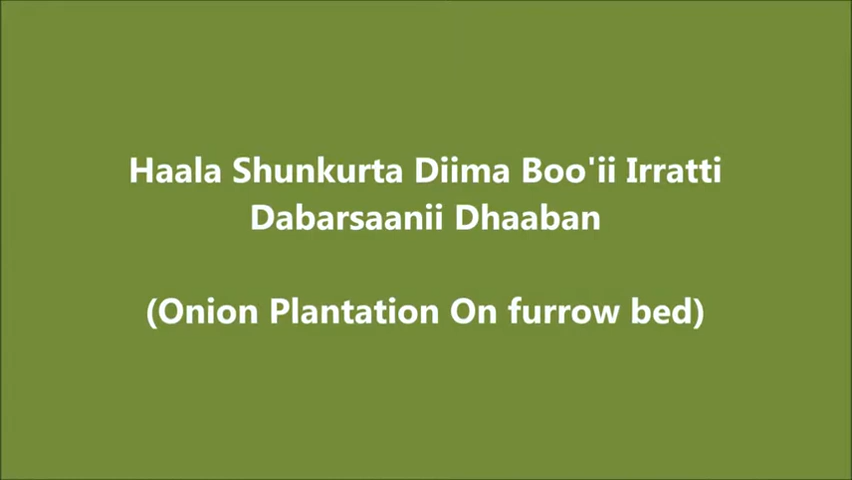 Haala Shunkurta Diima Boo'ii Irratti
Dabarsaanii Dhaaban
(Onion Plantation On furrow bed)